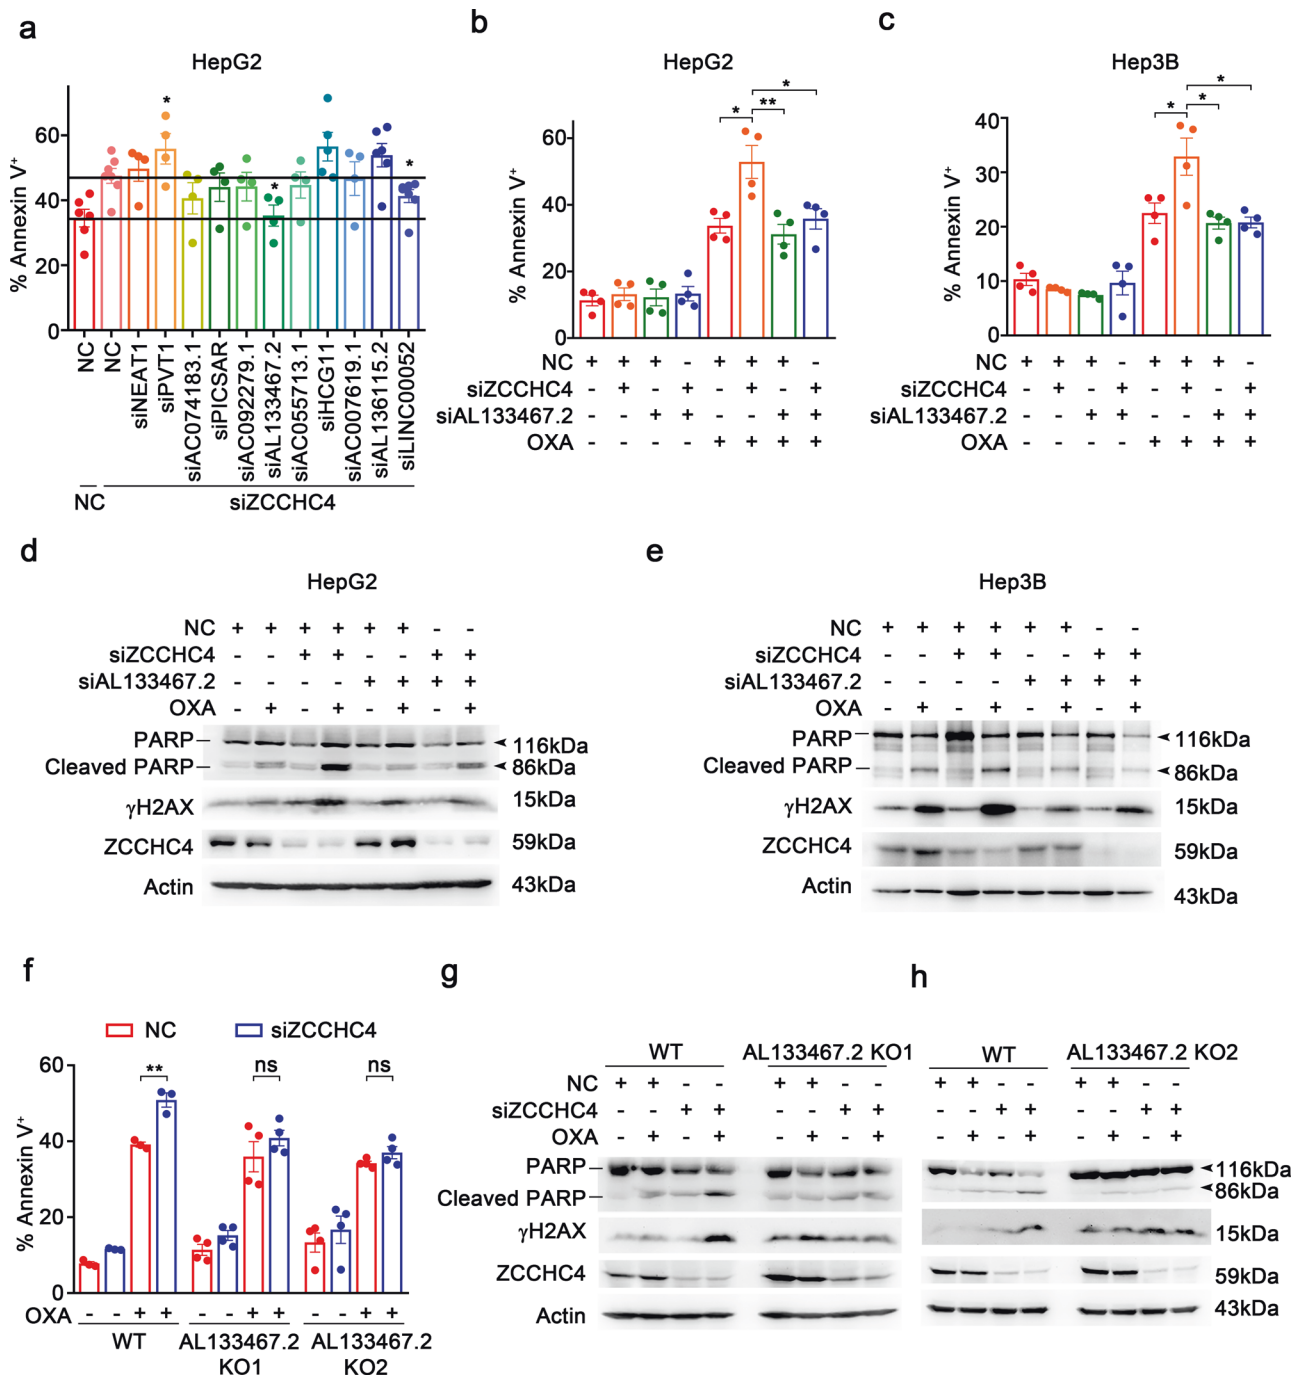 a
HepG2
% Annexin V+
60
40
20
0
*
*
*
NC
NC
siNEAT1
siPVT1
siAC074183.1
siPICSAR
siAC092279.1
siAL133467.2
siAC055713.1
siHCG11
siAC007619.1
siAL136115.2
siLINC00052
NC
siZCCHC4
b
HepG2
% Annexin V+
60
40
20
0
*
* **
NC + + + - + + + -
siZCCHC4 - + - + - + - +
siAL133467.2 - - + + - - + +
OXA - - - - + + + +
c
Hep3B
% Annexin V+
40
30
20
10
0
*
* *
NC + + + - + + + -
siZCCHC4 - + - + - + - +
siAL133467.2 - - + + - - + +
OXA - - - - + + + +
d
HepG2
NC + + + + + + - -
siZCCHC4 - - + + - - + +
siAL133467.2 - - - - + + + +
OXA - + - + - + - +
PARP 116kDa
Cleaved PARP 86kDa
γH2AX 15kDa
ZCCHC4 59kDa
Actin 43kDa
e
Hep3B
NC + + + + + + - -
siZCCHC4 - - + + - - + +
siAL133467.2 - - - - + + + +
OXA - + - + - + - +
PARP 116kDa
Cleaved PARP 86kDa
γH2AX 15kDa
ZCCHC4 59kDa
Actin 43kDa
f
NC siZCCHC4
% Annexin V+
60
40
20
0
** ns ns
OXA - - + + - - + + - - + +
WT AL133467.2 KO1 AL133467.2 KO2
g
WT AL133467.2 KO1
NC + + - - + + - -
siZCCHC4 - - + + - - + +
OXA - + - + - + - +
PARP
Cleaved PARP
γH2AX
ZCCHC4
Actin
h
WT AL133467.2 KO2
+ + - - + + - -
- - + + - - + +
- + - + - + - +
116kDa
86kDa
15kDa
59kDa
43kDa